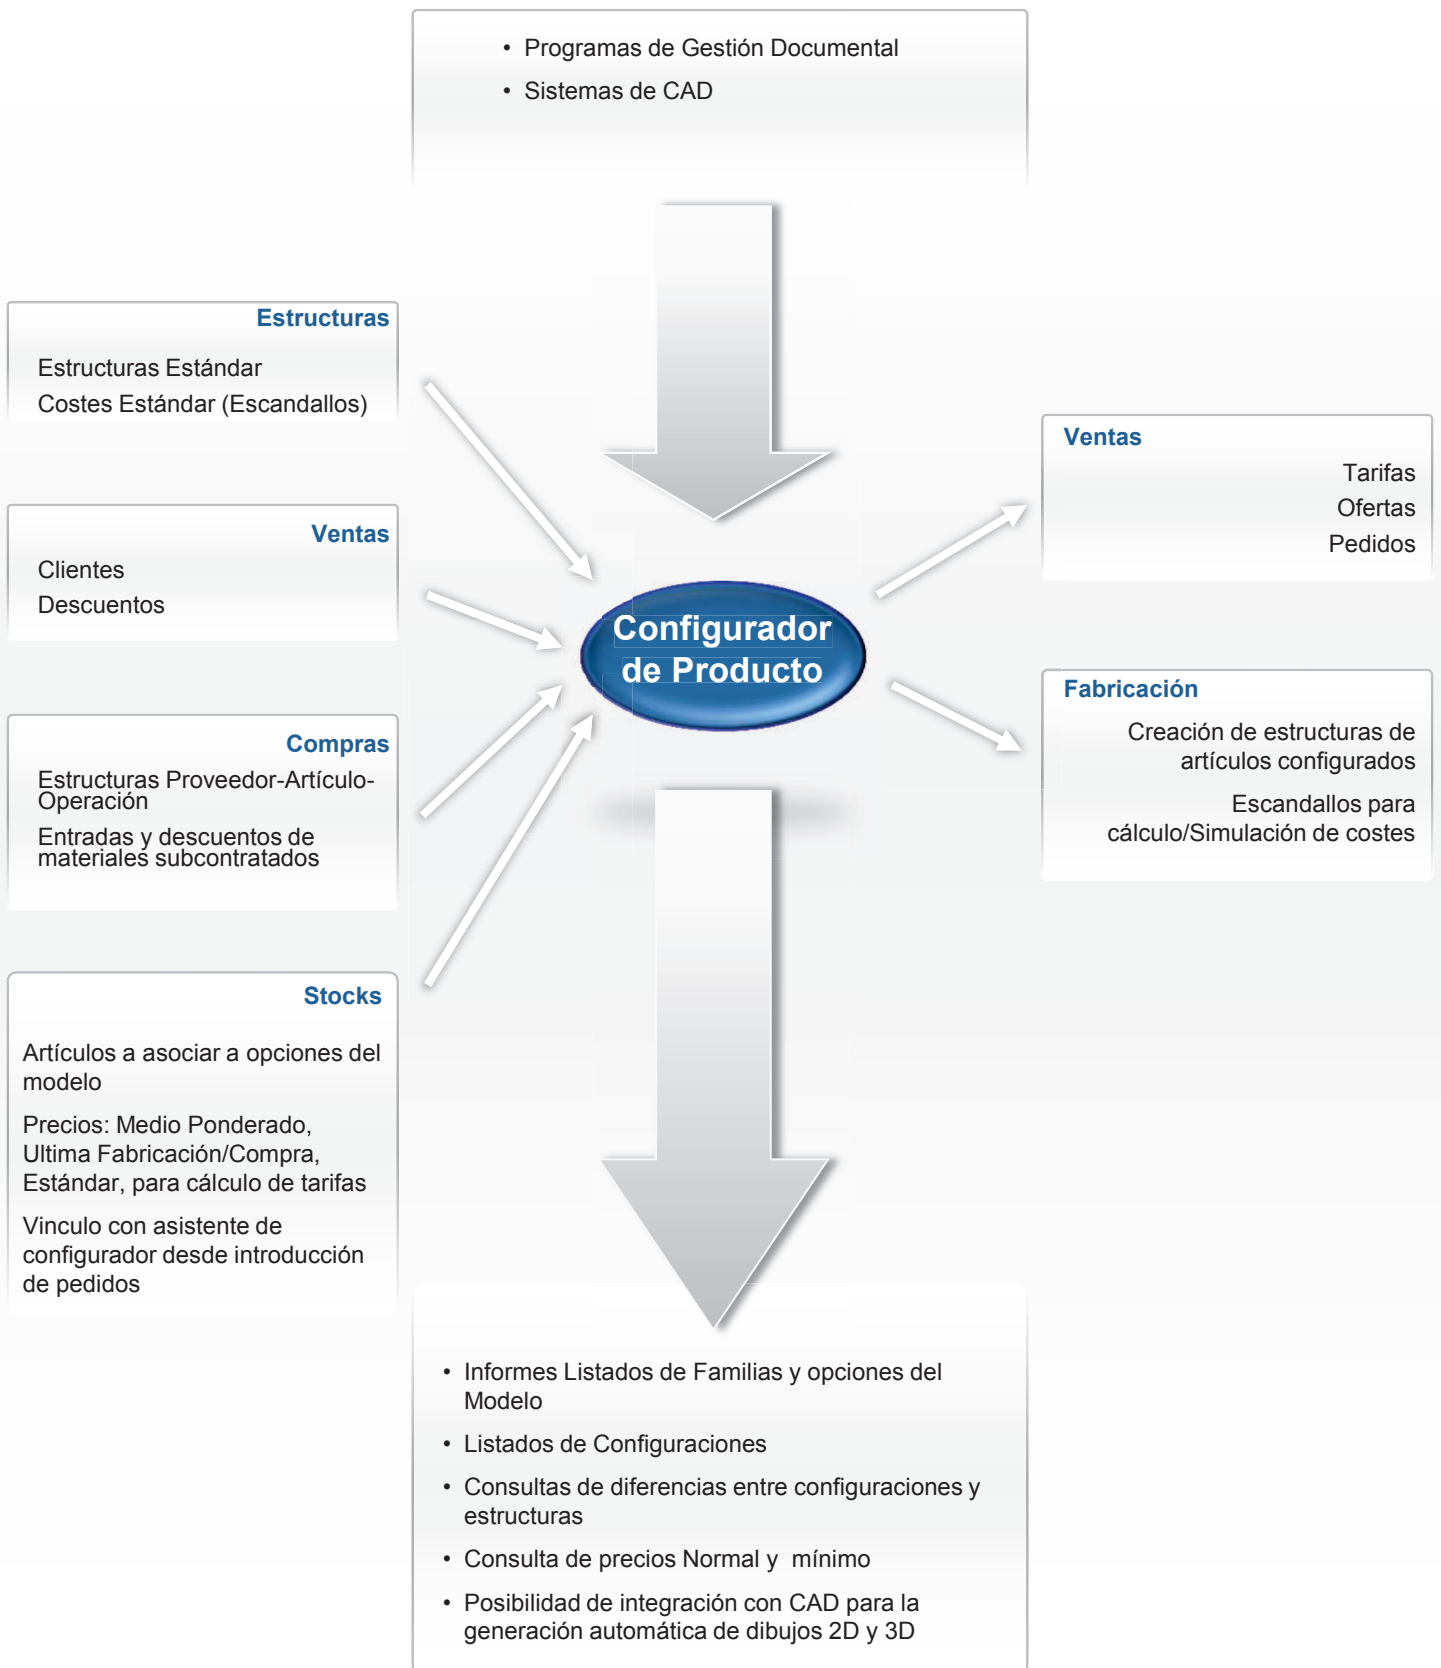 • Programas de Gestión Documental
• Sistemas de CAD
Estructuras
Estructuras Estándar
Costes Estándar (Escandallos)
Ventas
Clientes
Descuentos
Compras
Estructuras Proveedor-Artículo-
Operación
Entradas y descuentos de
materiales subcontratados
Stocks
Artículos a asociar a opciones del
modelo
Precios: Medio Ponderado,
Ultima Fabricación/Compra,
Estándar, para cálculo de tarifas
Vinculo con asistente de
configurador desde introducción
de pedidos
Configurador
de Producto
Ventas
Tarifas
Ofertas
Pedidos
Fabricación
Creación de estructuras de
artículos configurados
Escandallos para
cálculo/Simulación de costes
• Informes Listados de Familias y opciones del
Modelo
• Listados de Configuraciones
• Consultas de diferencias entre configuraciones y
estructuras
• Consulta de precios Normal y mínimo
• Posibilidad de integración con CAD para la
generación automática de dibujos 2D y 3D